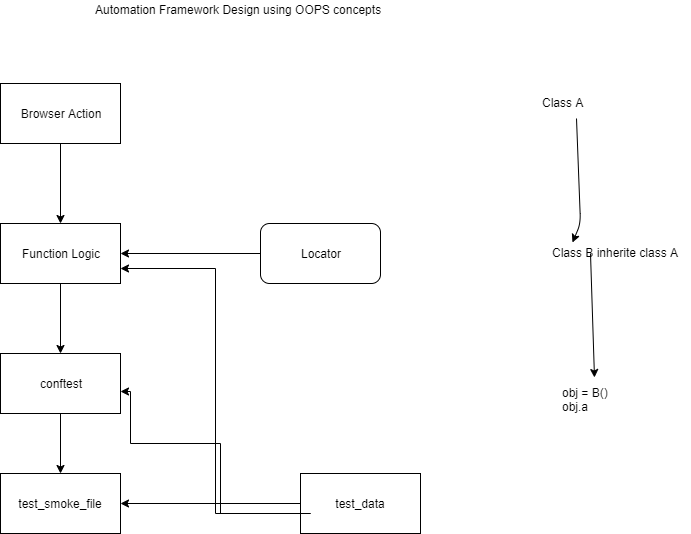 Automation Framework Design using OOPS concepts
Browser Action
Class A
Function Logic
Locator
Class B inherite class A
conftest
obj = B()
obj.a
test_smoke_file
test_data